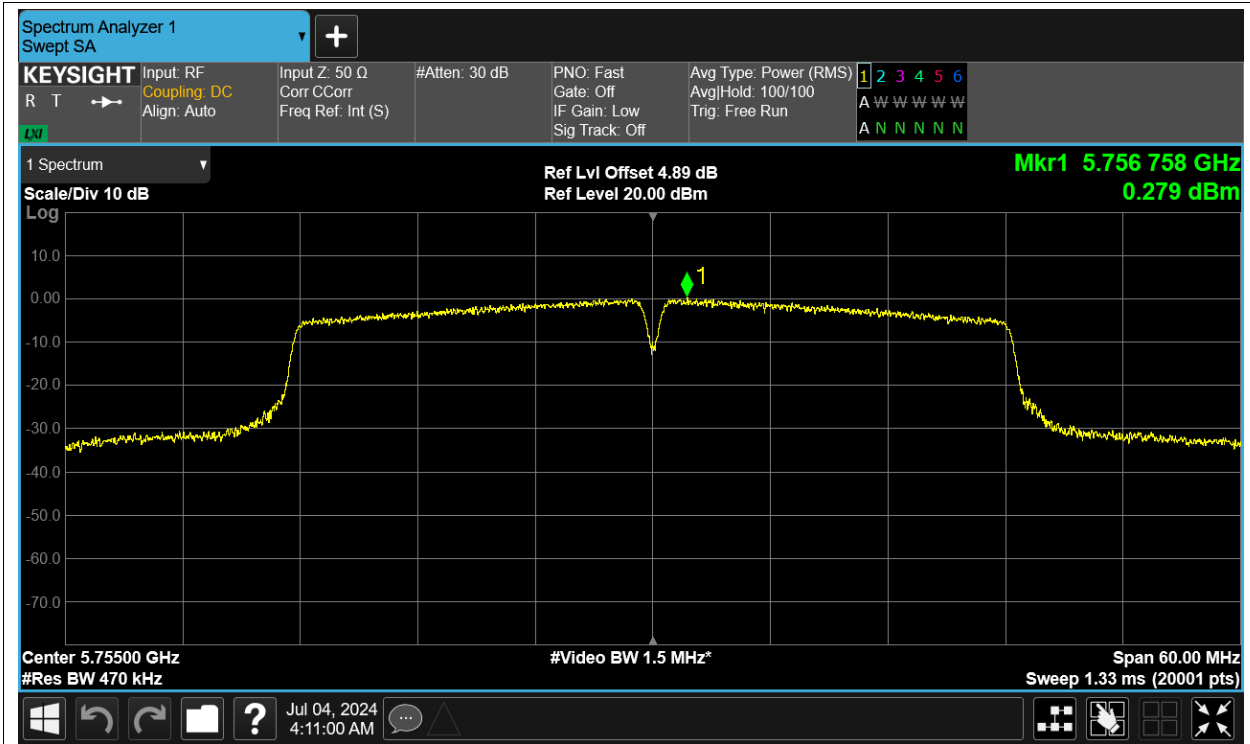 Spectrum Analyzer 1
Swept SA
KEYSIGHT
R T
LXI
Input: RF
Coupling: DC
Align: Auto
Input Z: 50 Ω
Corr CCorr
Freq Ref: Int (S)
#Atten: 30 dB
PNO: Fast
Gate: Off
IF Gain: Low
Sig Track: Off
Avg Type: Power (RMS)
Avg|Hold: 100/100
Trig: Free Run
1 2 3 4 5 6
A W W W W W
A N N N N N
1 Spectrum
Scale/Div 10 dB
Log
Ref Lvl Offset 4.89 dB
Ref Level 20.00 dBm
Mkr1 5.756 758 GHz
0.279 dBm
1
10.0
0.00
-10.0
-20.0
-30.0
-40.0
-50.0
-60.0
-70.0
Center 5.75500 GHz
#Res BW 470 kHz
#Video BW 1.5 MHz*
Span 60.00 MHz
Sweep 1.33 ms (20001 pts)
?
Jul 04, 2024
4:11:00 AM